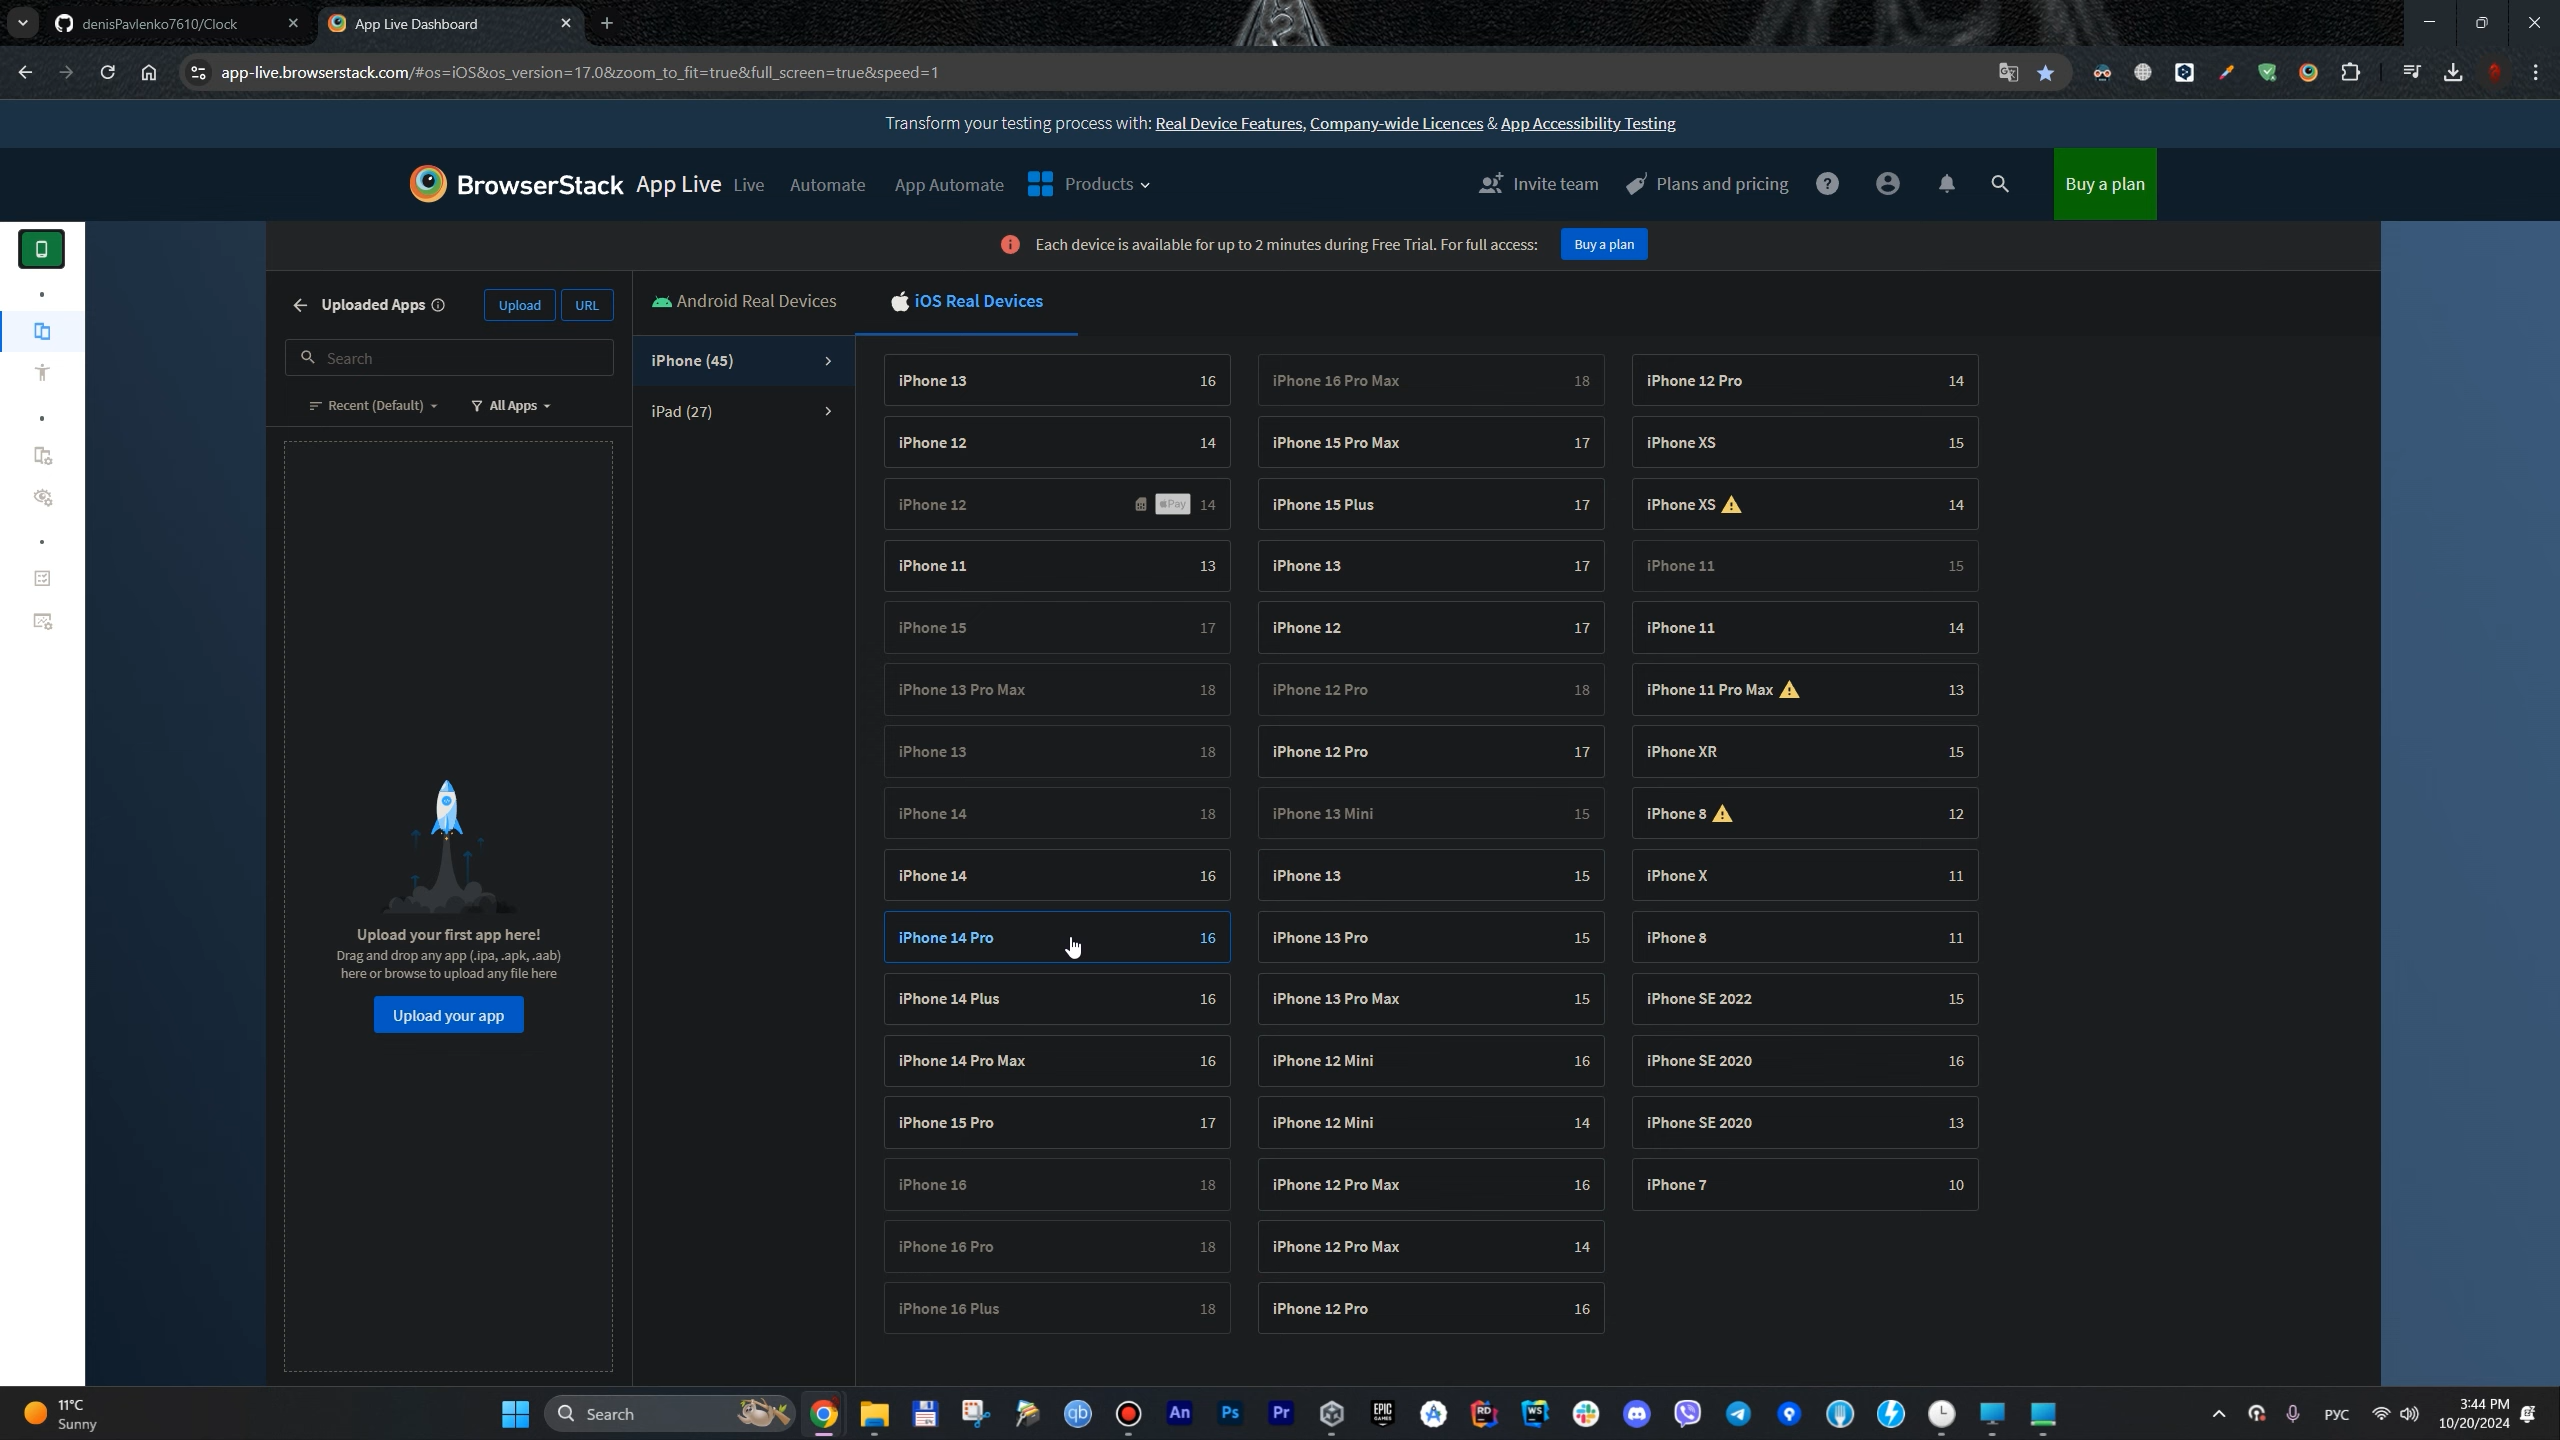 denisPavlenko7610/Clock
App Live Dashboard
app-live.browserstack.com/#os=iOS&os_version=17.0&zoom_to_fit=true&full_screen=true&speed=1
Transform your testing process with: Real Device Features, Company-wide Licences & App Accessibility Testing
BrowserStack App Live Live Automate App Automate Products
Invite team Plans and pricing ? Buy a plan
Each device is available for up to 2 minutes during Free Trial. For full access: Buy a plan
Uploaded Apps Upload URL
Search
Recent (Default) All Apps
Upload your first app here!
Drag and drop any app (.ipa, .apk, .aab)
here or browse to upload any file here
Upload your app
Android Real Devices iOS Real Devices
iPhone (45)
iPad (27)
iPhone 13 16
iPhone 12 14
iPhone 12 Pay 14
iPhone 11 13
iPhone 15 17
iPhone 13 Pro Max 18
iPhone 13 18
iPhone 14 18
iPhone 14 16
iPhone 14 Pro 16
iPhone 14 Plus 16
iPhone 14 Pro Max 16
iPhone 15 Pro 17
iPhone 16 18
iPhone 16 Pro 18
iPhone 16 Plus 18
iPhone 16 Pro Max 18
iPhone 15 Pro Max 17
iPhone 15 Plus 17
iPhone 13 17
iPhone 12 17
iPhone 12 Pro 18
iPhone 12 Pro 17
iPhone 13 Mini 15
iPhone 13 15
iPhone 13 Pro 15
iPhone 13 Pro Max 15
iPhone 12 Mini 16
iPhone 12 Mini 14
iPhone 12 Pro Max 16
iPhone 12 Pro Max 14
iPhone 12 Pro 16
iPhone 12 Pro 14
iPhone XS 15
iPhone XS 14
iPhone 11 15
iPhone 11 14
iPhone 11 Pro Max 13
iPhone XR 15
iPhone 8 12
iPhone X 11
iPhone 8 11
iPhone SE 2022 15
iPhone SE 2020 16
iPhone SE 2020 13
iPhone 7 10
11°C
Sunny
Search
qb An Ps Pr EPIC GAMES RD WS
РУС
3:44 PM
10/20/2024